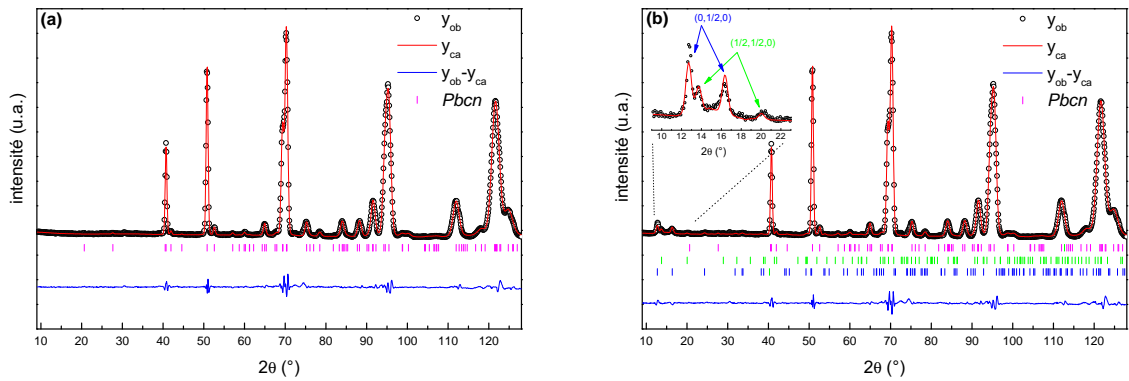 (a)
y_ob
y_ca
y_ob-y_ca
Pbcn
intensité (u.a.)
10 20 30 40 50 60 70 80 90 100 110 120
2θ (°)
(b)
(0,1/2,0)
(1/2,1/2,0)
10 12 14 16 18 20 22
2θ (°)
y_ob
y_ca
y_ob-y_ca
Pbcn
intensité (u.a.)
10 20 30 40 50 60 70 80 90 100 110 120
2θ (°)